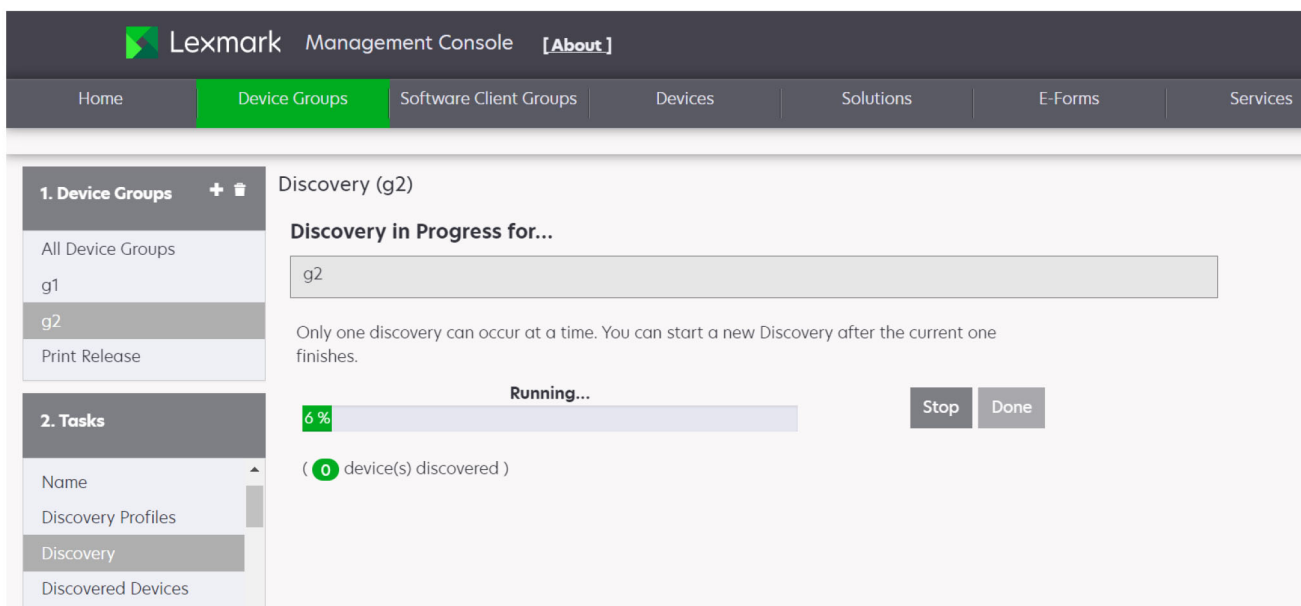 Lexmark Management Console [About]
Home Device Groups Software Client Groups Devices Solutions E-Forms Services
1. Device Groups
All Device Groups
g1
g2
Print Release
2. Tasks
Name
Discovery Profiles
Discovery
Discovered Devices
Discovery (g2)
Discovery in Progress for...
g2
Only one discovery can occur at a time. You can start a new Discovery after the current one
finishes.
Running...
6 %
Stop Done
( 0 device(s) discovered )